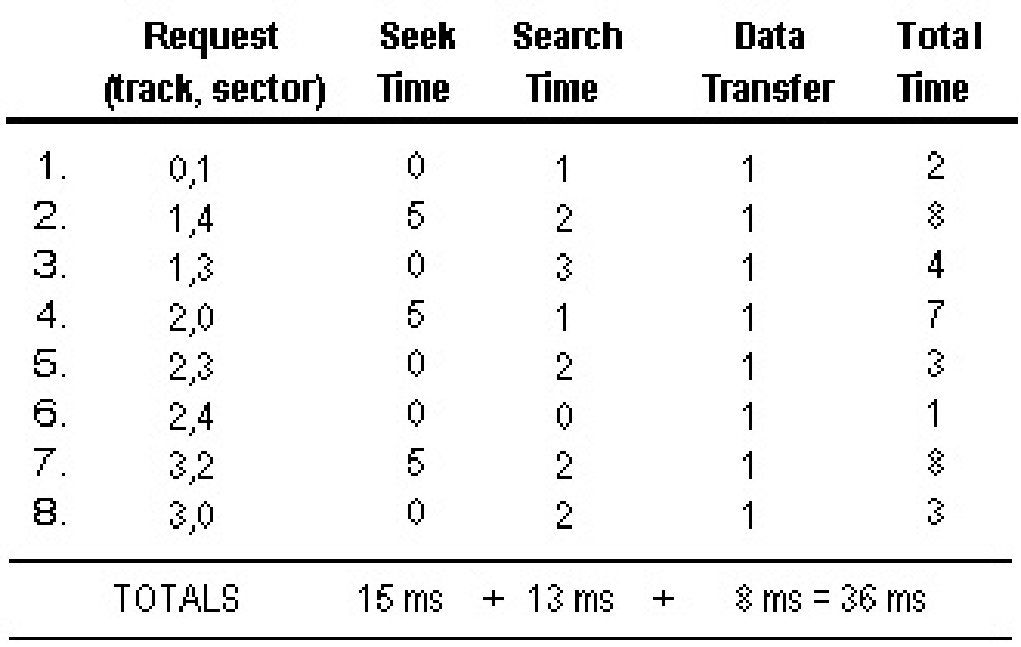 Request Seek Search Data Total
(track, sector) Time Time Transfer Time
1. 0,1 0 1 1 2
2. 1,4 5 2 1 8
3. 1,3 0 3 1 4
4. 2,0 5 1 1 7
5. 2,3 0 2 1 3
6. 2,4 0 0 1 1
7. 3,2 5 2 1 8
8. 3,0 0 2 1 3
TOTALS 15 ms + 13 ms + 8 ms = 36 ms